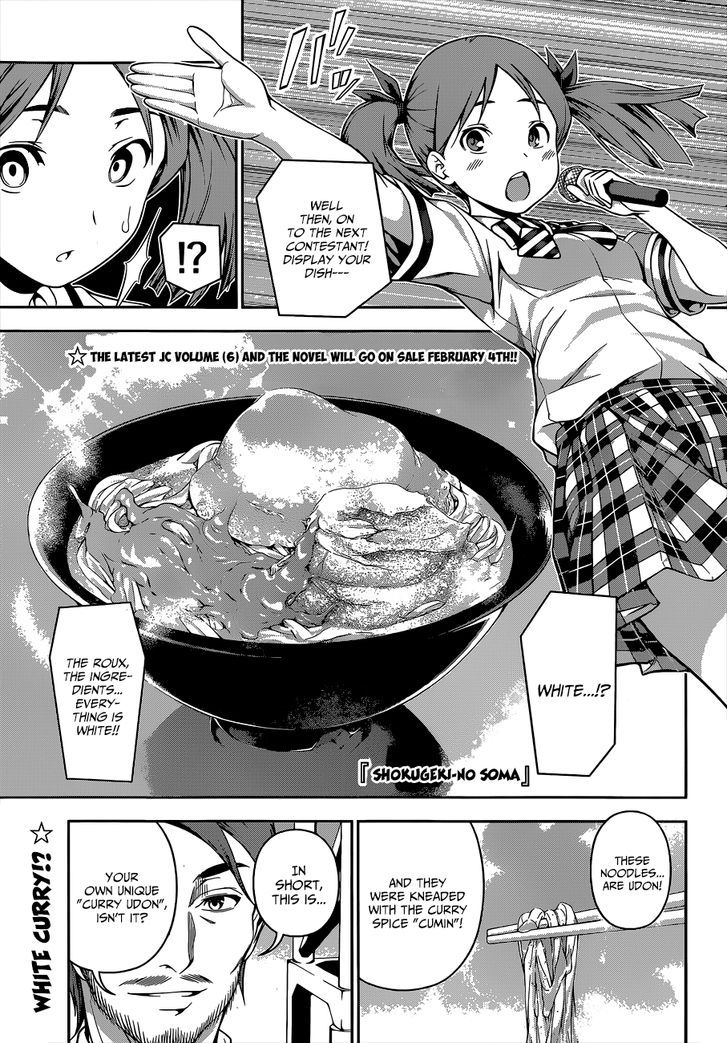 バッ
WELL
THEN, ON
TO THE NEXT
CONTESTANT!
DISPLAY YOUR
DISH---
!?
☆ THE LATEST JC VOLUME (6) AND THE NOVEL WILL GO ON SALE FEBRUARY 4TH!!
WHITE...!?
THE ROUX,
THE INGRE-
DIENTS...
EVERY-
THING IS
WHITE!!
『SHOKUGEKI-NO SOMA』
THESE
NOODLES...
ARE UDON!
AND THEY
WERE KNEADED
WITH THE CURRY
SPICE "CUMIN"!
IN
SHORT,
THIS IS...
YOUR
OWN UNIQUE
"CURRY UDON",
ISN'T IT?
☆ WHITE CURRY!?